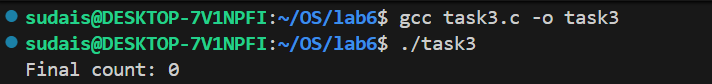 sudais@DESKTOP-7V1NPFI:~/OS/lab6$ gcc task3.c -o task3
sudais@DESKTOP-7V1NPFI:~/OS/lab6$ ./task3
Final count: 0